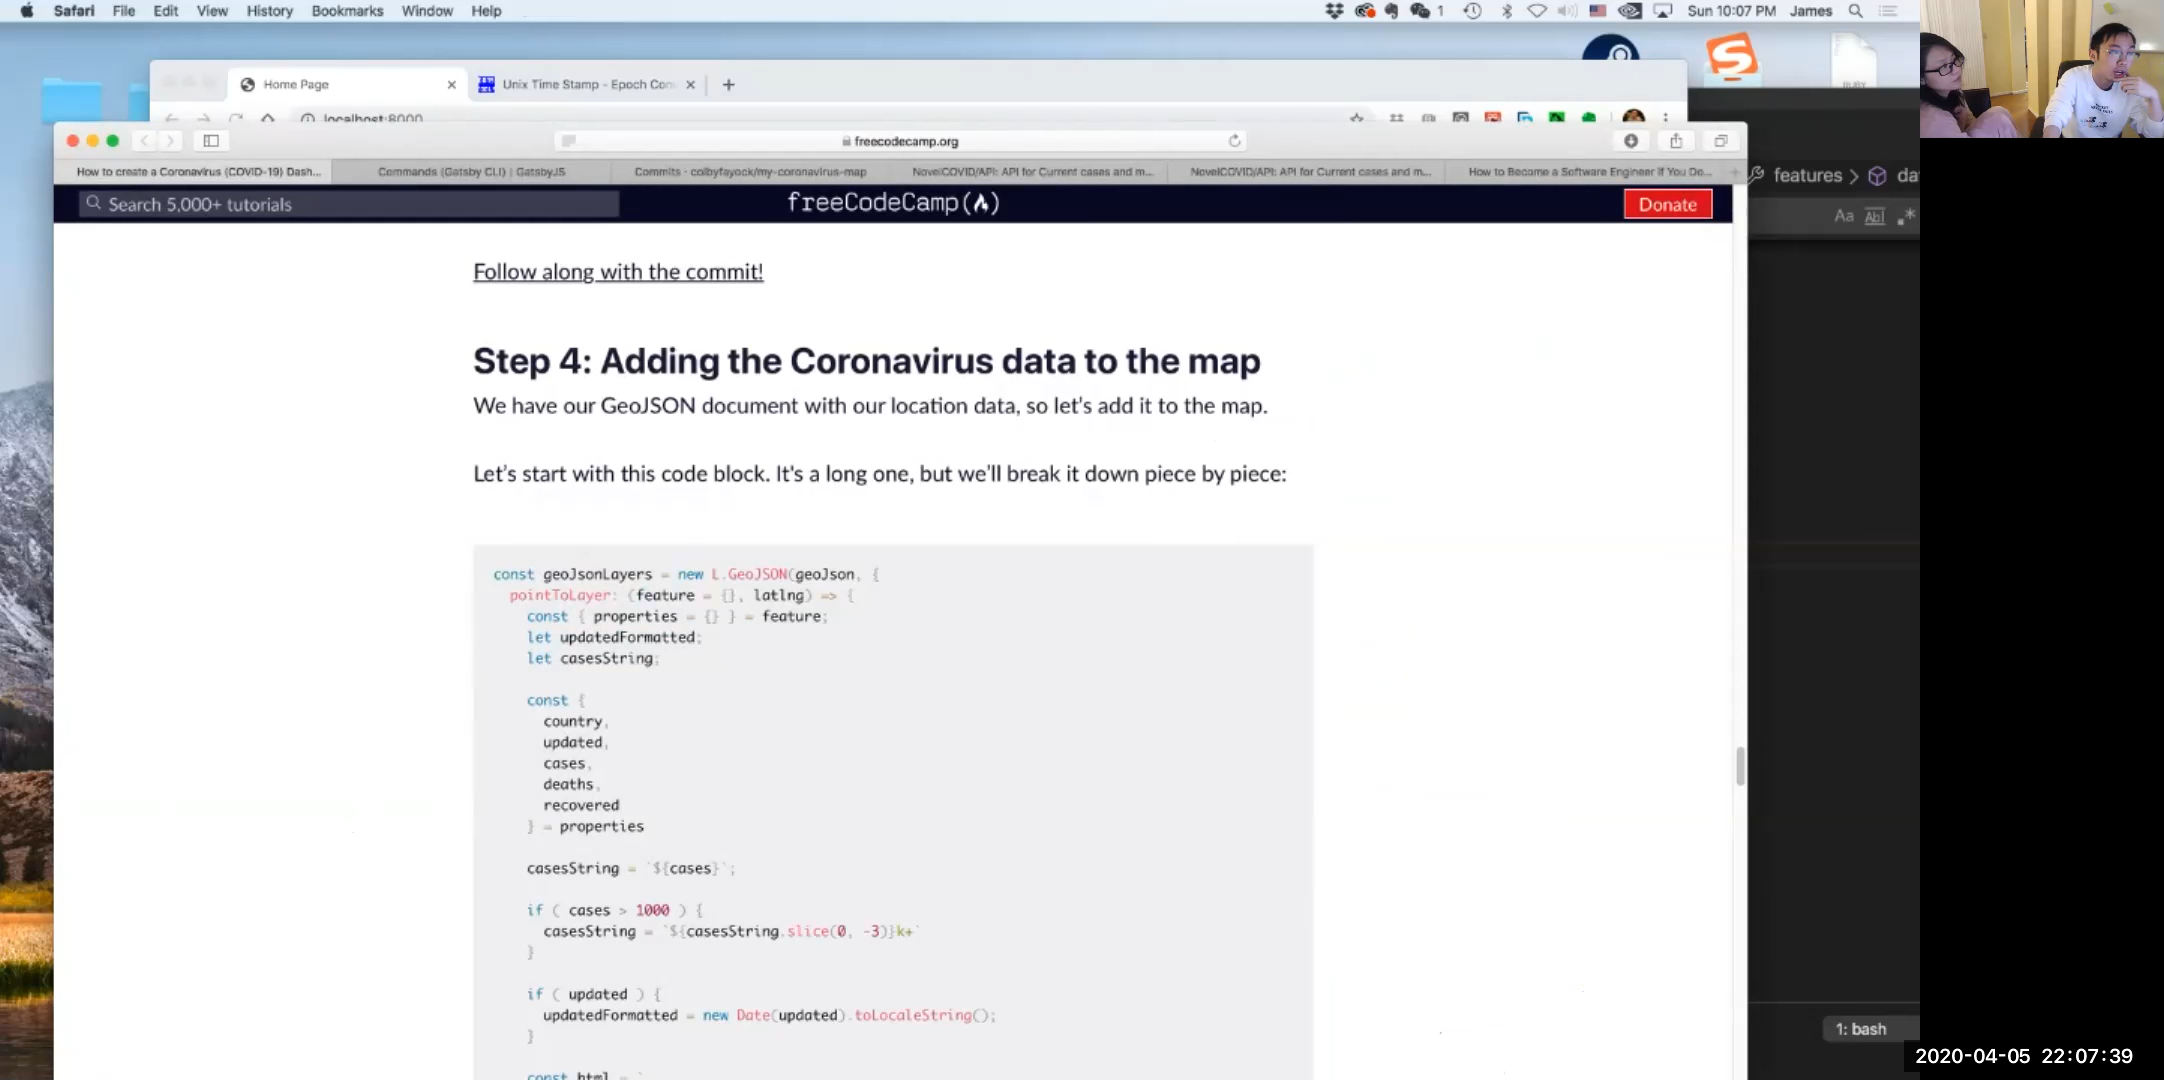 Safari File Edit View History Bookmarks Window Help
1 Sun 10:07 PM James
Home Page
Unix Time Stamp - Epoch Con
localhost:8000
freecodecamp.org
How to create a Coronavirus (COVID-19) Dash...
Commands (Gatsby CLI) | GatsbyJS
Commits · colbyfayock/my-coronavirus-map
NovelCOVID/API: API for Current cases and m...
NovelCOVID/API: API for Current cases and m...
How to Become a Software Engineer If You Do...
features > da
Search 5,000+ tutorials
freeCodeCamp(🔥)
Donate
Aa Abl .*
Follow along with the commit!
Step 4: Adding the Coronavirus data to the map
We have our GeoJSON document with our location data, so let's add it to the map.
Let's start with this code block. It's a long one, but we'll break it down piece by piece:
const geoJsonLayers = new L.GeoJSON(geoJson, {
pointToLayer: (feature = {}, latlng) => {
const { properties = {} } = feature;
let updatedFormatted;
let casesString;
const {
country,
updated,
cases,
deaths,
recovered
} = properties
casesString = `${cases}`;
if ( cases > 1000 ) {
casesString = `${casesString.slice(0, -3)}k+`
}
if ( updated ) {
updatedFormatted = new Date(updated).toLocaleString();
}
const html = `
1: bash
2020-04-05 22:07:39